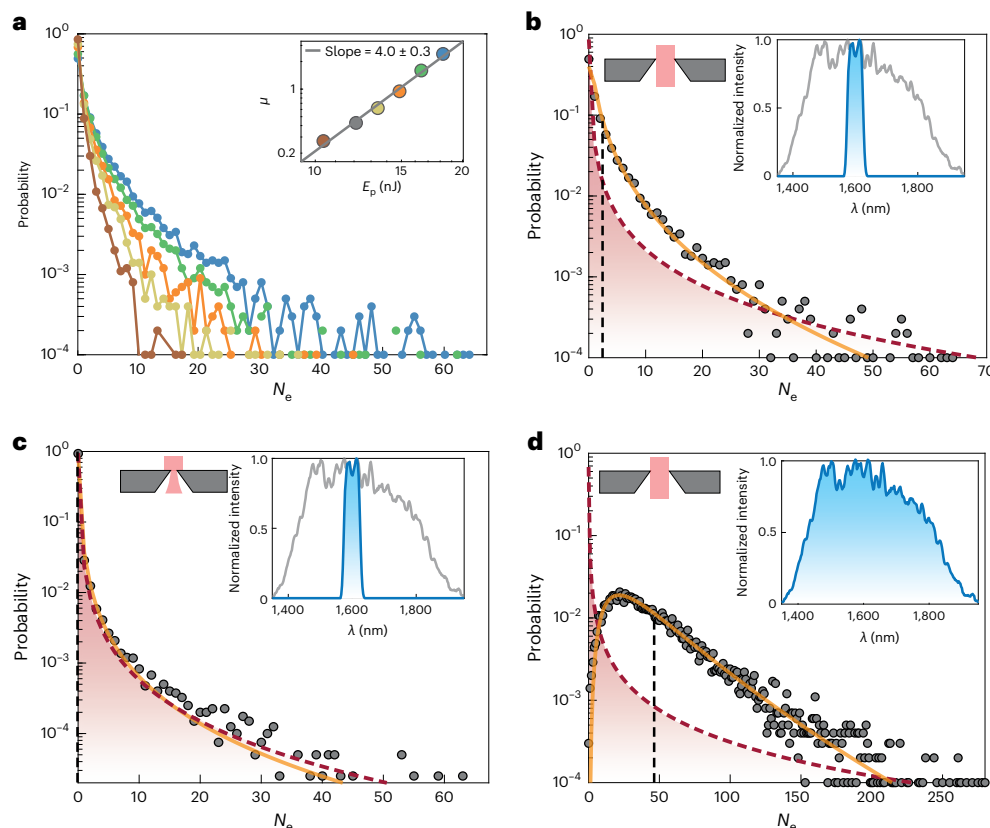 a
10⁰
10⁻¹
10⁻²
10⁻³
10⁻⁴
Probability
0 10 20 30 40 50 60
Nₑ
Slope = 4.0 ± 0.3
μ
1
0.2
10 15 20
Eₚ (nJ)
b
10⁰
10⁻¹
10⁻²
10⁻³
10⁻⁴
Probability
0 10 20 30 40 50 60 70
Nₑ
Normalized intensity
1.0
0.5
0
1,400 1,600 1,800
λ (nm)
c
10⁰
10⁻¹
10⁻²
10⁻³
10⁻⁴
Probability
0 10 20 30 40 50 60
Nₑ
Normalized intensity
1.0
0.5
0
1,400 1,600 1,800
λ (nm)
d
10⁰
10⁻¹
10⁻²
10⁻³
10⁻⁴
Probability
0 50 100 150 200 250
Nₑ
Normalized intensity
1.0
0.5
0
1,400 1,600 1,800
λ (nm)